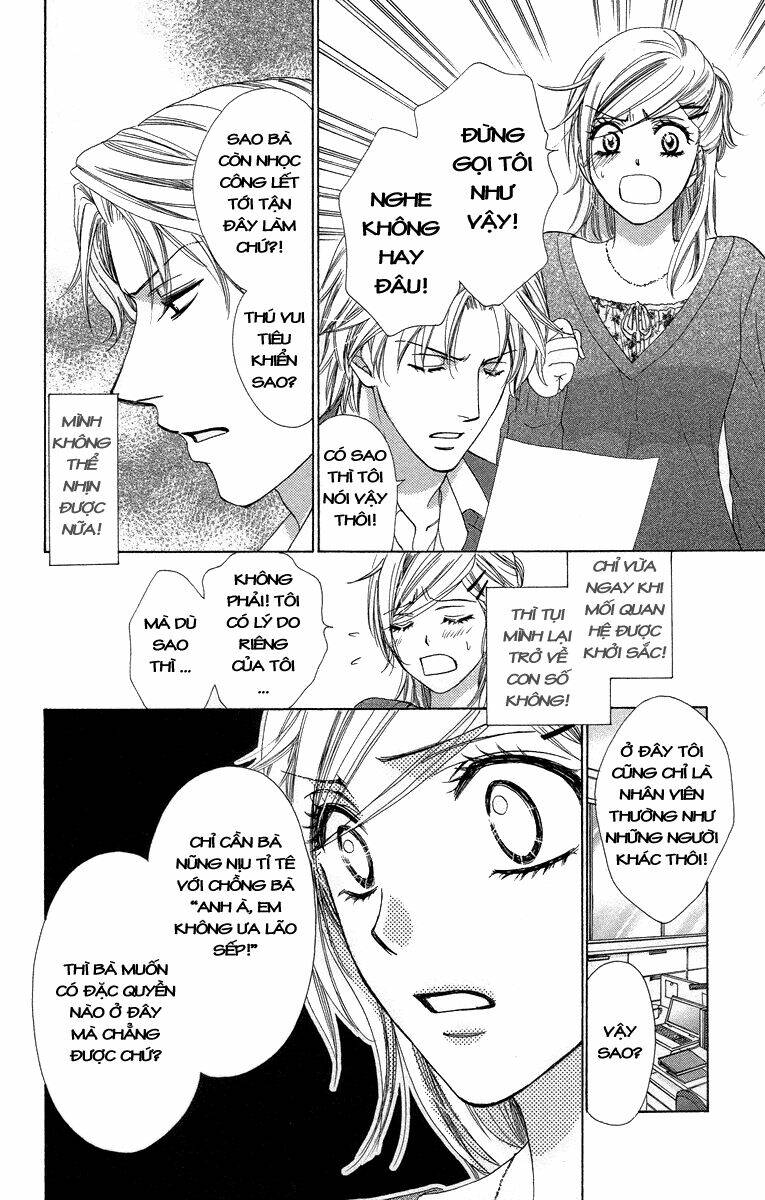 ĐỪNG
GỌI TÔI
NHƯ
VẬY!
NGHE
KHÔNG
HAY
ĐÂU!
CÓ SAO
THÌ TÔI
NÓI VẬY
THÔI!
SAO BÀ
CÒN NHỌC
CÔNG LẾT
TỚI TẬN
ĐÂY LÀM
CHỨ?!
THÚ VUI
TIÊU
KHIỂN
SAO?
MÌNH
KHÔNG
THỂ
NHỊN
ĐƯỢC
NỮA!
CHỈ VỪA
NGAY KHI
MỐI QUAN
HỆ ĐƯỢC
KHỞI SẮC!
THÌ TỤI
MÌNH LẠI
TRỞ VỀ
CON SỐ
KHÔNG!
KHÔNG
PHẢI! TÔI
CÓ LÝ DO
RIÊNG
CỦA TÔI
...
MÀ DÙ
SAO
THÌ ...
Ở ĐÂY TÔI
CŨNG CHỈ LÀ
NHÂN VIÊN
THƯỜNG NHƯ
NHỮNG NGƯỜI
KHÁC THÔI!
VẬY
SAO?
CHỈ CẦN BÀ
NŨNG NỊU TỈ TÊ
VỚI CHỒNG BÀ
"ANH À, EM
KHÔNG ƯA LÃO
SẾP!"
THÌ BÀ MUỐN
CÓ ĐẶC QUYỀN
NÀO Ở ĐÂY
MÀ CHẲNG
ĐƯỢC CHỨ?